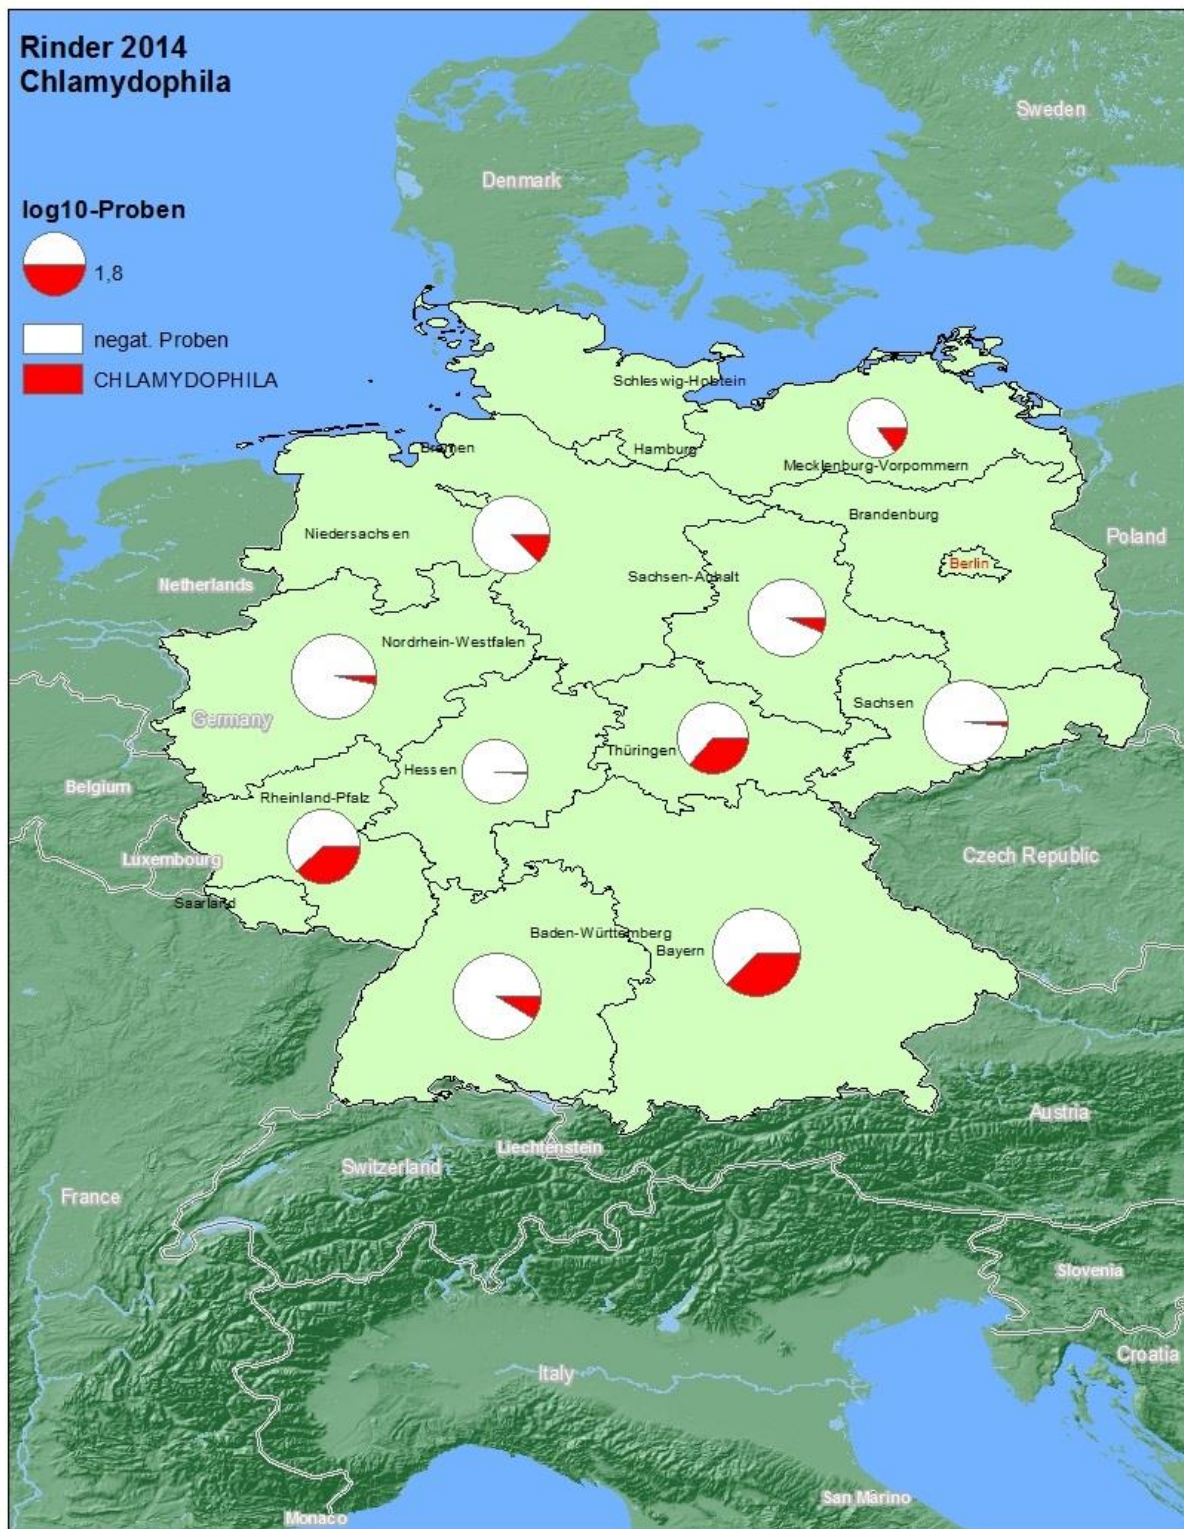 Rinder 2014
Chlamydophila
Sweden
Denmark
log10-Proben
1,8
negat. Proben
CHLAMYDOPHILA
Schleswig-Holstein
Bremen
Hamburg
Mecklenburg-Vorpommern
Niedersachsen
Brandenburg
Poland
Berlin
Netherlands
Sachsen-Anhalt
Nordrhein-Westfalen
Sachsen
Germany
Thüringen
Hessen
Belgium
Rheinland-Pfalz
Luxembourg
Czech Republic
Saarland
Baden-Württemberg
Bayern
Austria
Liechtenstein
Switzerland
France
Slovenia
Croatia
Italy
San Marino
Monaco